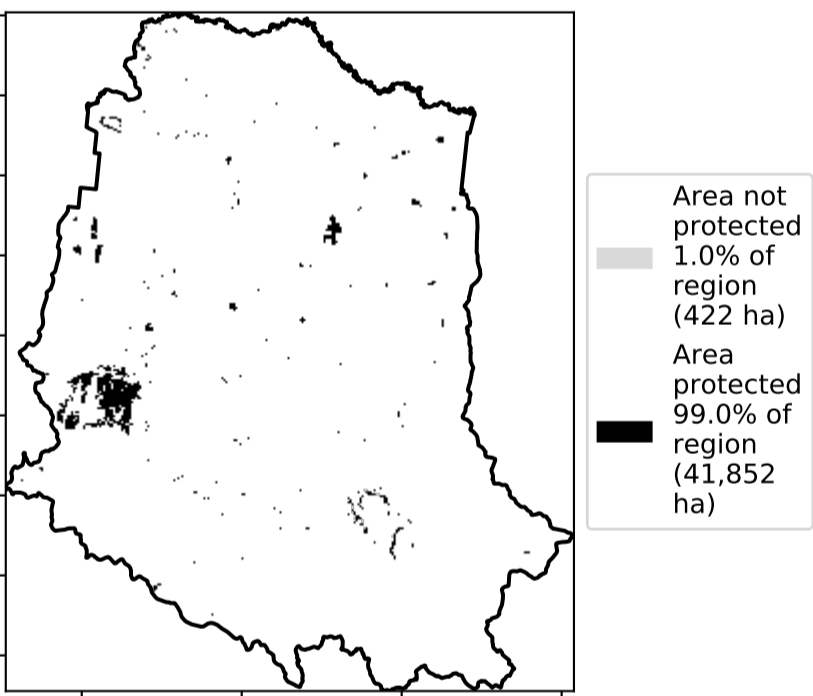 Area not
protected
1.0% of
region
(422 ha)
Area
protected
99.0% of
region
(41,852
ha)